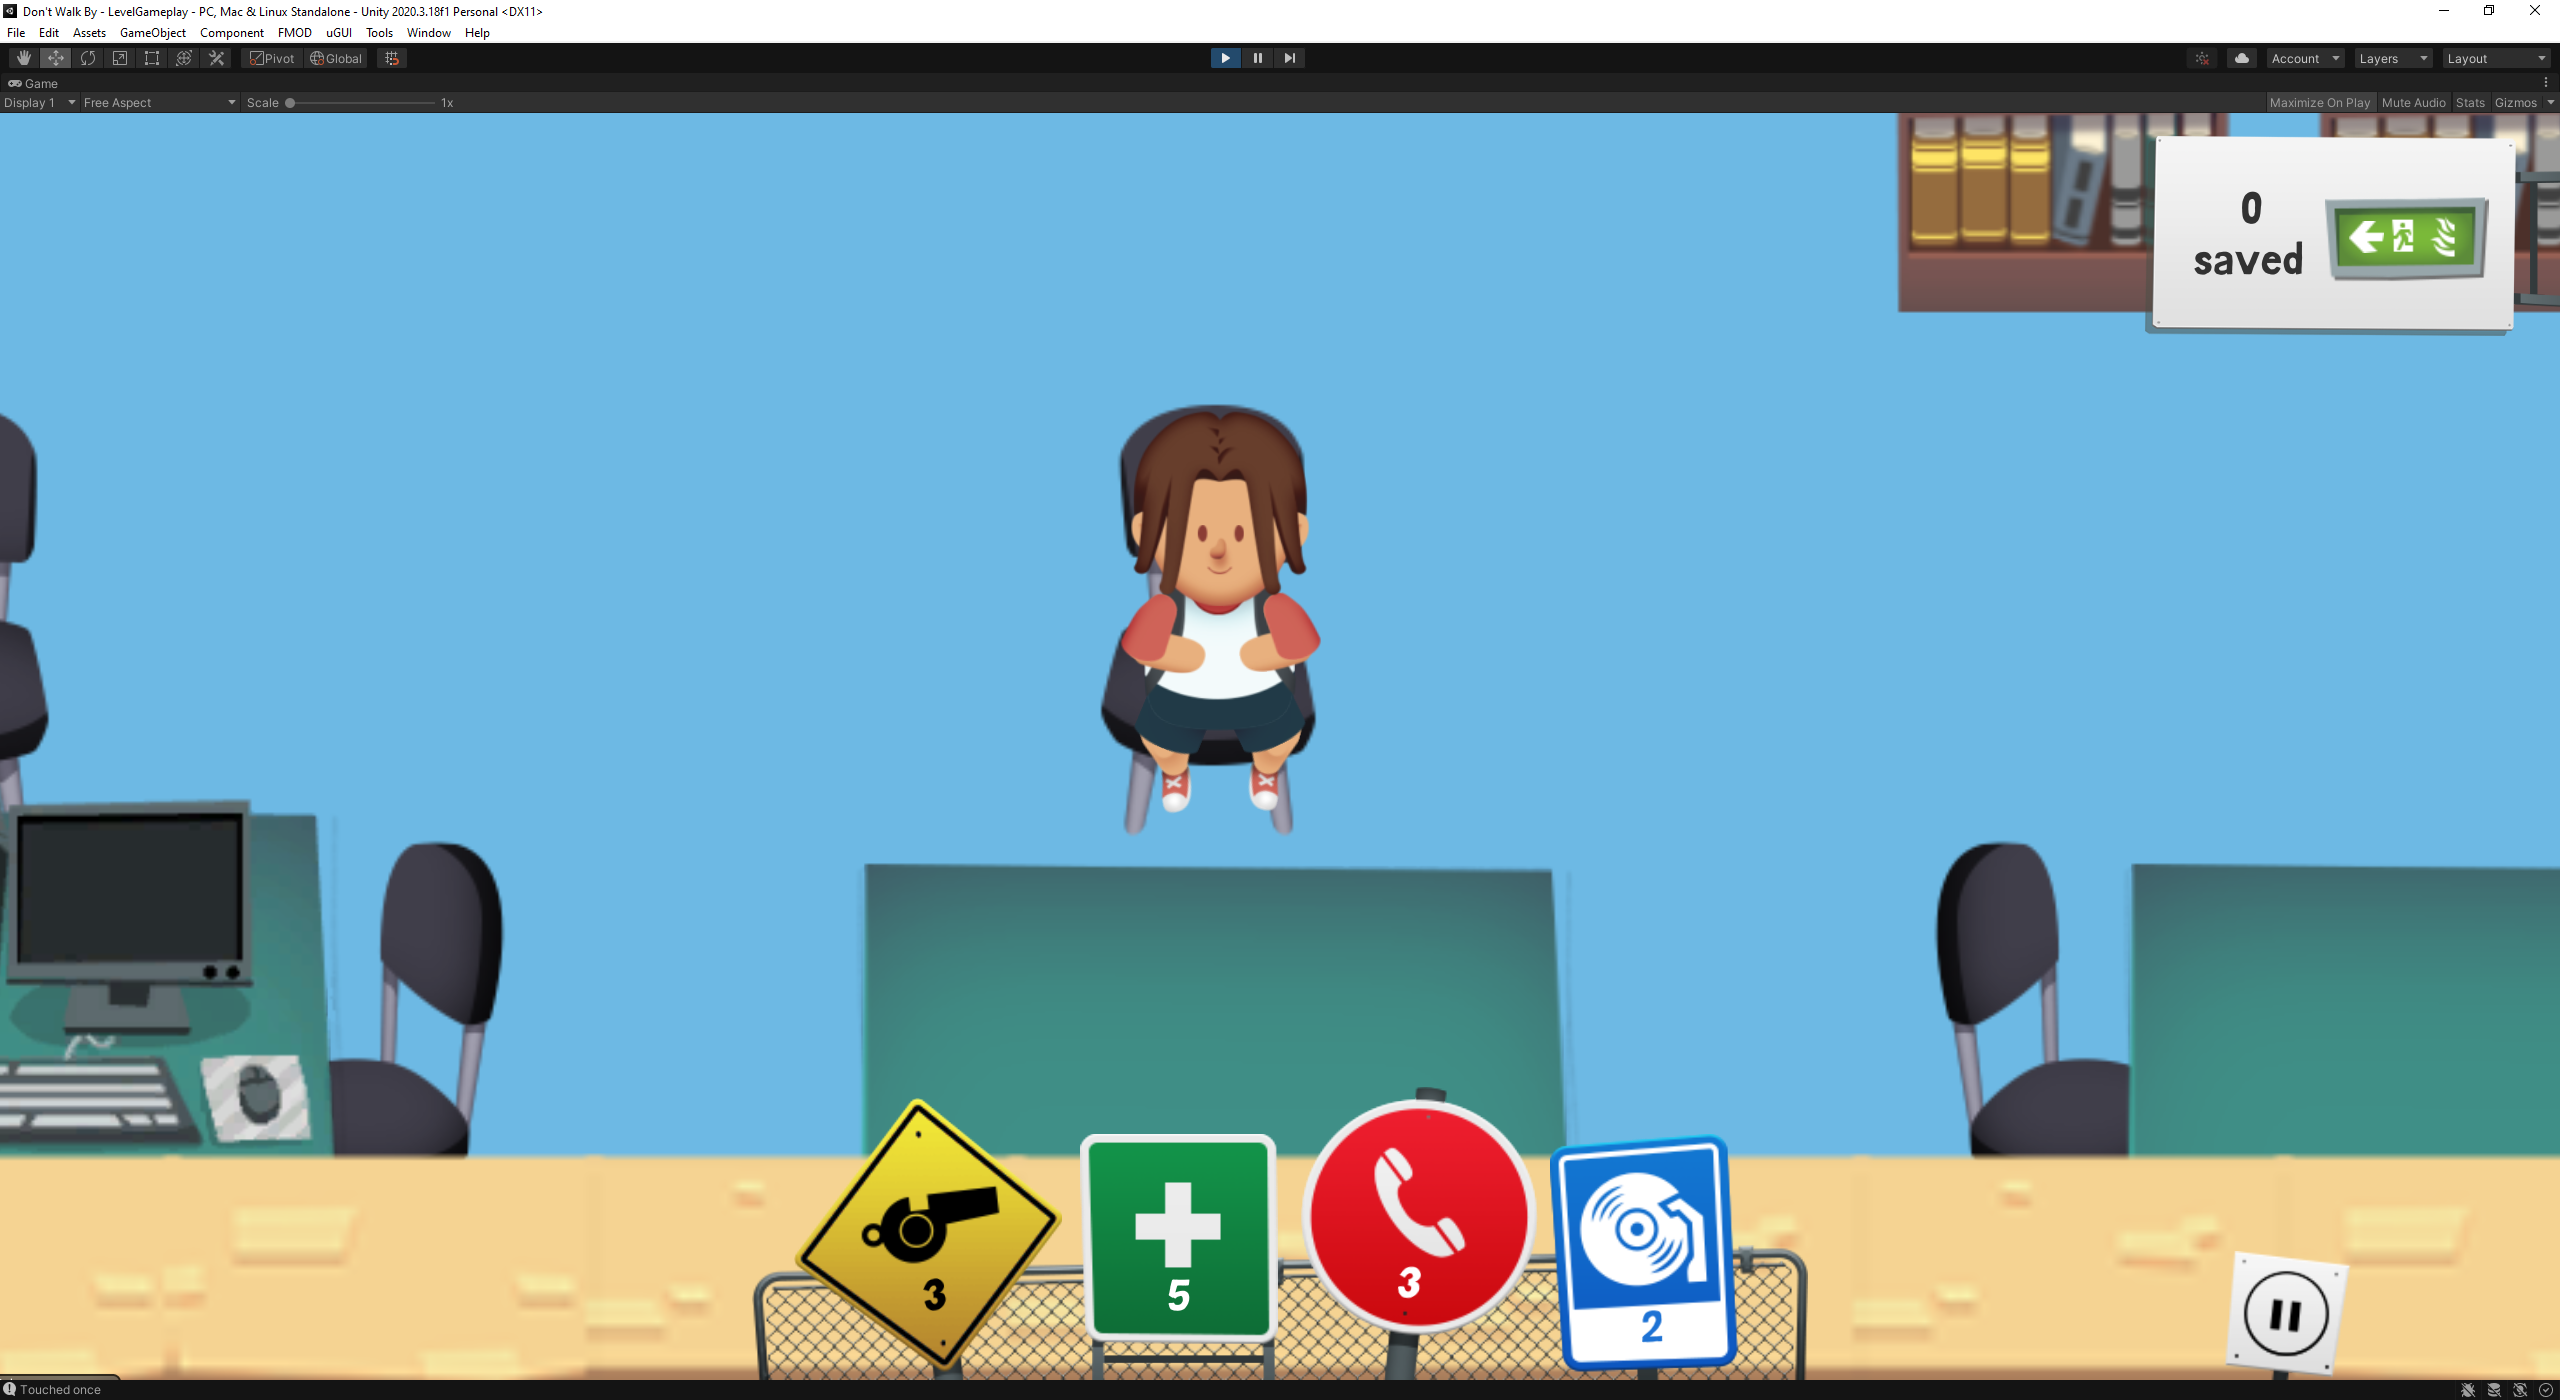 Don't Walk By - LevelGameplay - PC, Mac & Linux Standalone - Unity 2020.3.18f1 Personal <DX11>
File Edit Assets GameObject Component FMOD uGUI Tools Window Help
Pivot Global Account Layers Layout
Game
Display 1 Free Aspect Scale 1x Maximize On Play Mute Audio Stats Gizmos
0
saved
3
5
3
2
Touched once